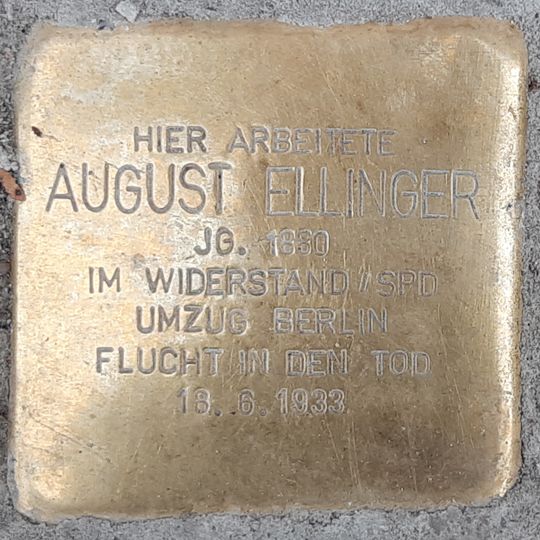 HIER ARBEITETE
AUGUST ELLINGER
JG. 1880
IM WIDERSTAND / SPD
UMZUG BERLIN
FLUCHT IN DEN TOD
18. 6. 1933